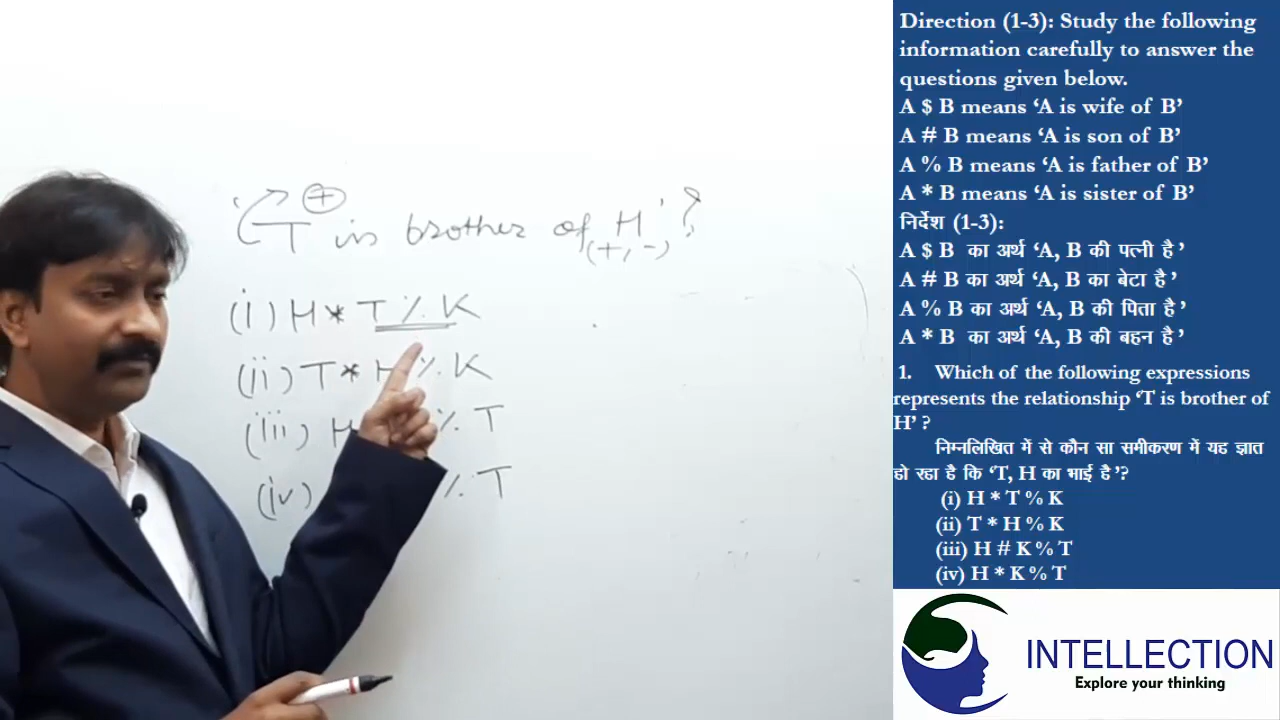 T is brother of H' ?
+
(+, -)
(i) H * T % K
(ii) T * H % K
(iii) H % T
(iv) % T
Direction (1-3): Study the following
information carefully to answer the
questions given below.
A $ B means ‘A is wife of B’
A # B means ‘A is son of B’
A % B means ‘A is father of B’
A * B means ‘A is sister of B’
निर्देश (1-3):
A $ B का अर्थ ‘A, B की पत्नी है ’
A # B का अर्थ ‘A, B का बेटा है ’
A % B का अर्थ ‘A, B की पिता है ’
A * B का अर्थ ‘A, B की बहन है ’
1. Which of the following expressions
represents the relationship ‘T is brother of
H’ ?
निम्नलिखित में से कौन सा समीकरण में यह ज्ञात
हो रहा है कि ‘T, H का भाई है ’?
(i) H * T % K
(ii) T * H % K
(iii) H # K % T
(iv) H * K % T
INTELLECTION
Explore your thinking